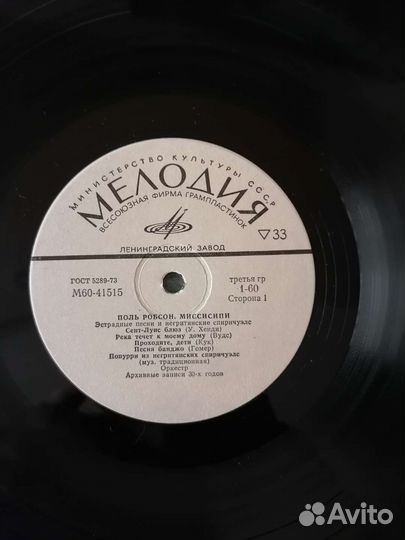 МИНИСТЕРСТВО КУЛЬТУРЫ СССР
МЕЛОДИЯ
ВСЕСОЮЗНАЯ ФИРМА ГРАМПЛАСТИНОК
ЛЕНИНГРАДСКИЙ ЗАВОД
▽33
ГОСТ 5289-73
М60-41515
третья гр
1-60
Сторона 1
ПОЛЬ РОБСОН. МИССИСИПИ
Эстрадные песни и негритянские спиричуэлс
Сент-Луис блюз (У. Хенди)
Река течет к моему дому (Вудс)
Проходите, дети (Кук)
Песня банджо (Гомер)
Попурри из негритянских спиричуэлс
(муз. традиционная)
Оркестр
Архивные записи 30-х годов
Avito